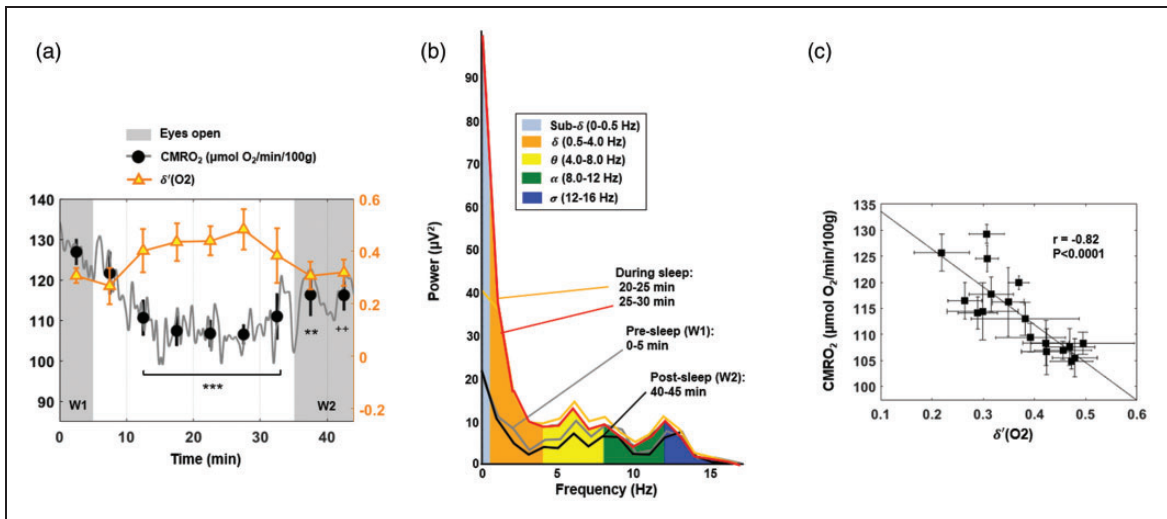 (a)
Eyes open
CMRO₂ (μmol O₂/min/100g)
δ'(O2)
140
130
120
110
100
90
0.6
0.4
0.2
0
-0.2
W1
***
**
++
W2
0
10
20
30
40
Time (min)
(b)
90
80
70
60
50
40
30
20
10
0
Power (μV²)
Sub-δ (0-0.5 Hz)
δ (0.5-4.0 Hz)
θ (4.0-8.0 Hz)
α (8.0-12 Hz)
σ (12-16 Hz)
During sleep:
20-25 min
25-30 min
Pre-sleep (W1):
0-5 min
Post-sleep (W2):
40-45 min
0
5
10
15
Frequency (Hz)
(c)
CMRO₂ (μmol O₂/min/100g)
135
130
125
120
115
110
105
100
r = -0.82
P<0.0001
0.1
0.2
0.3
0.4
0.5
0.6
δ'(O2)